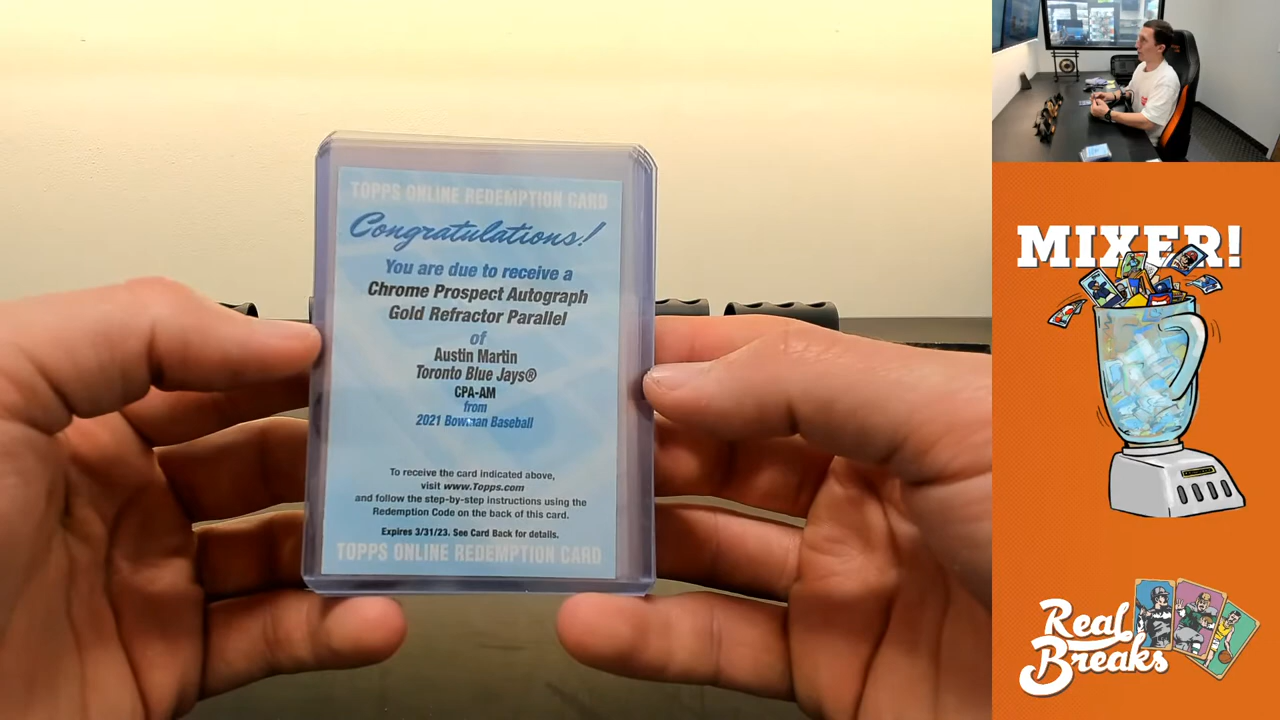 TOPPS ONLINE REDEMPTION CARD
Congratulations!
You are due to receive a
Chrome Prospect Autograph
Gold Refractor Parallel
of
Austin Martin
Toronto Blue Jays®
CPA-AM
from
2021 Bowman Baseball
To receive the card indicated above,
visit www.Topps.com
and follow the step-by-step instructions using the
Redemption Code on the back of this card.
Expires 3/31/23. See Card Back for details.
TOPPS ONLINE REDEMPTION CARD
MIXER!
Real
Breaks